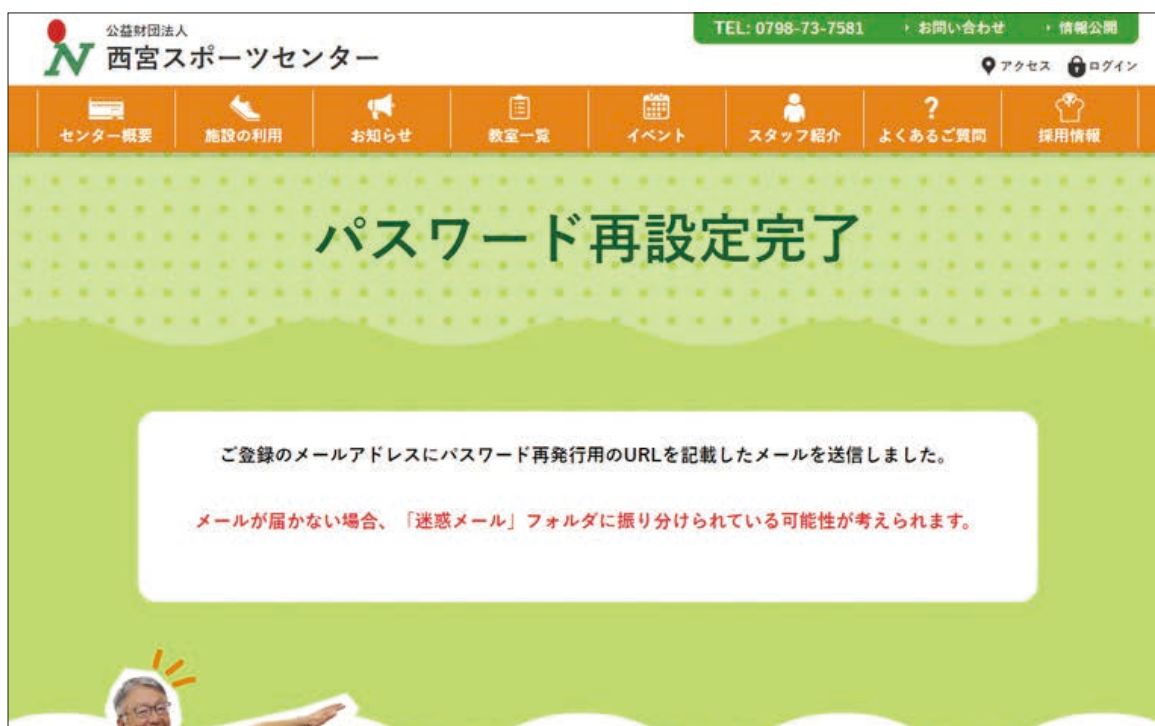 公益財団法人
西宮スポーツセンター
TEL: 0798-73-7581 お問い合わせ 情報公開
アクセス ログイン
センター概要 施設の利用 お知らせ 教室一覧 イベント スタッフ紹介 よくあるご質問 採用情報
パスワード再設定完了
ご登録のメールアドレスにパスワード再発行用のURLを記載したメールを送信しました。
メールが届かない場合、「迷惑メール」フォルダに振り分けられている可能性が考えられます。